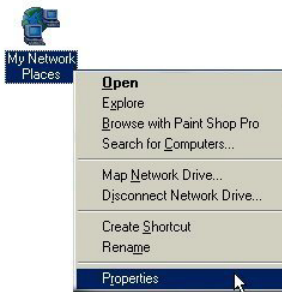 My Network
Places
Open
Explore
Browse with Paint Shop Pro
Search for Computers...
Map Network Drive...
Disconnect Network Drive...
Create Shortcut
Rename
Properties